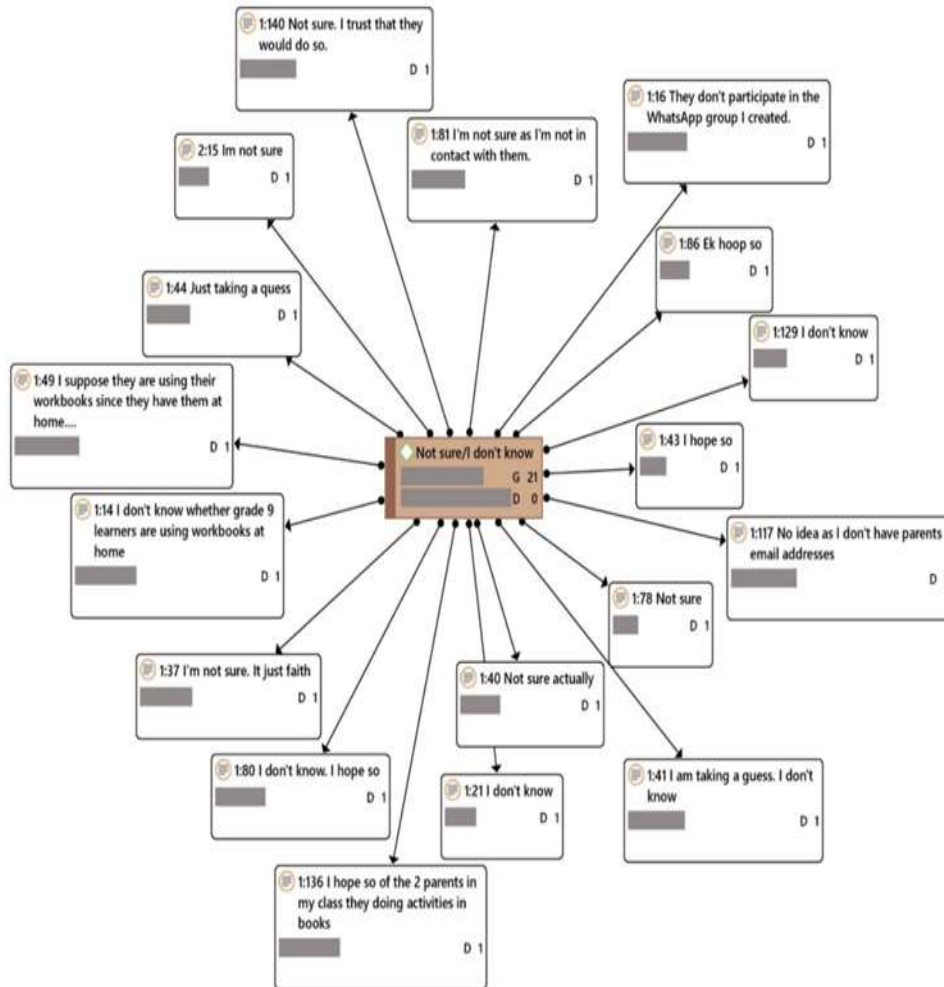 1:140 Not sure. I trust that they
would do so.
D 1
1:16 They don't participate in the
WhatsApp group I created.
D 1
1:81 I'm not sure as I'm not in
contact with them.
D 1
2:15 Im not sure
D 1
1:86 Ek hoop so
D 1
1:44 Just taking a quess
D 1
1:129 I don't know
D 1
1:49 I suppose they are using their
workbooks since they have them at
home....
D 1
Not sure/I don't know
G 21
D 0
1:43 I hope so
D 1
1:14 I don't know whether grade 9
learners are using workbooks at
home
D 1
1:117 No idea as I don't have parents
email addresses
D
1:78 Not sure
D 1
1:37 I'm not sure. It just faith
D 1
1:40 Not sure actually
D 1
1:80 I don't know. I hope so
D 1
1:21 I don't know
D 1
1:41 I am taking a guess. I don't
know
D 1
1:136 I hope so of the 2 parents in
my class they doing activities in
books
D 1